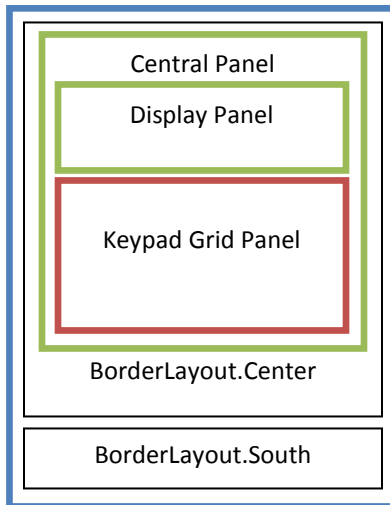 Central Panel
Display Panel
Keypad Grid Panel
BorderLayout.Center
BorderLayout.South